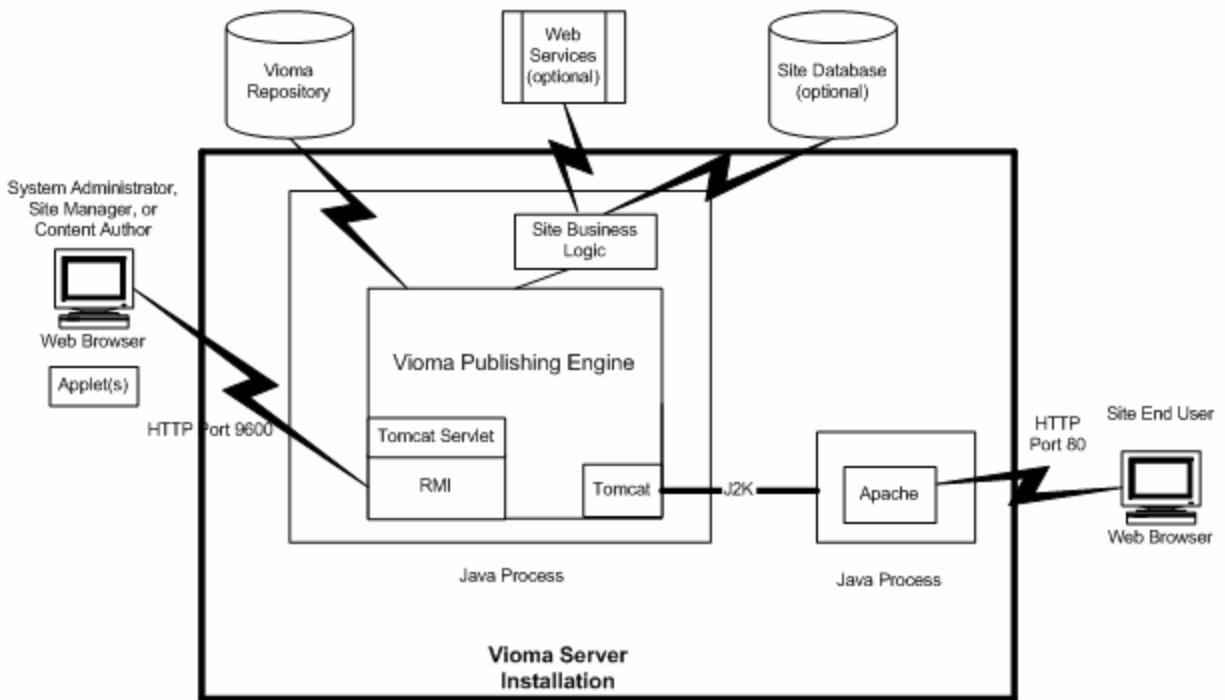 Vioma
Repository
Web
Services
(optional)
Site Database
(optional)
System Administrator,
Site Manager, or
Content Author
Site Business
Logic
Web Browser
Applet(s)
Vioma Publishing Engine
HTTP Port 9600
Tomcat Servlet
RMI
Tomcat
J2K
Apache
HTTP
Port 80
Site End User
Web Browser
Java Process
Java Process
Vioma Server
Installation